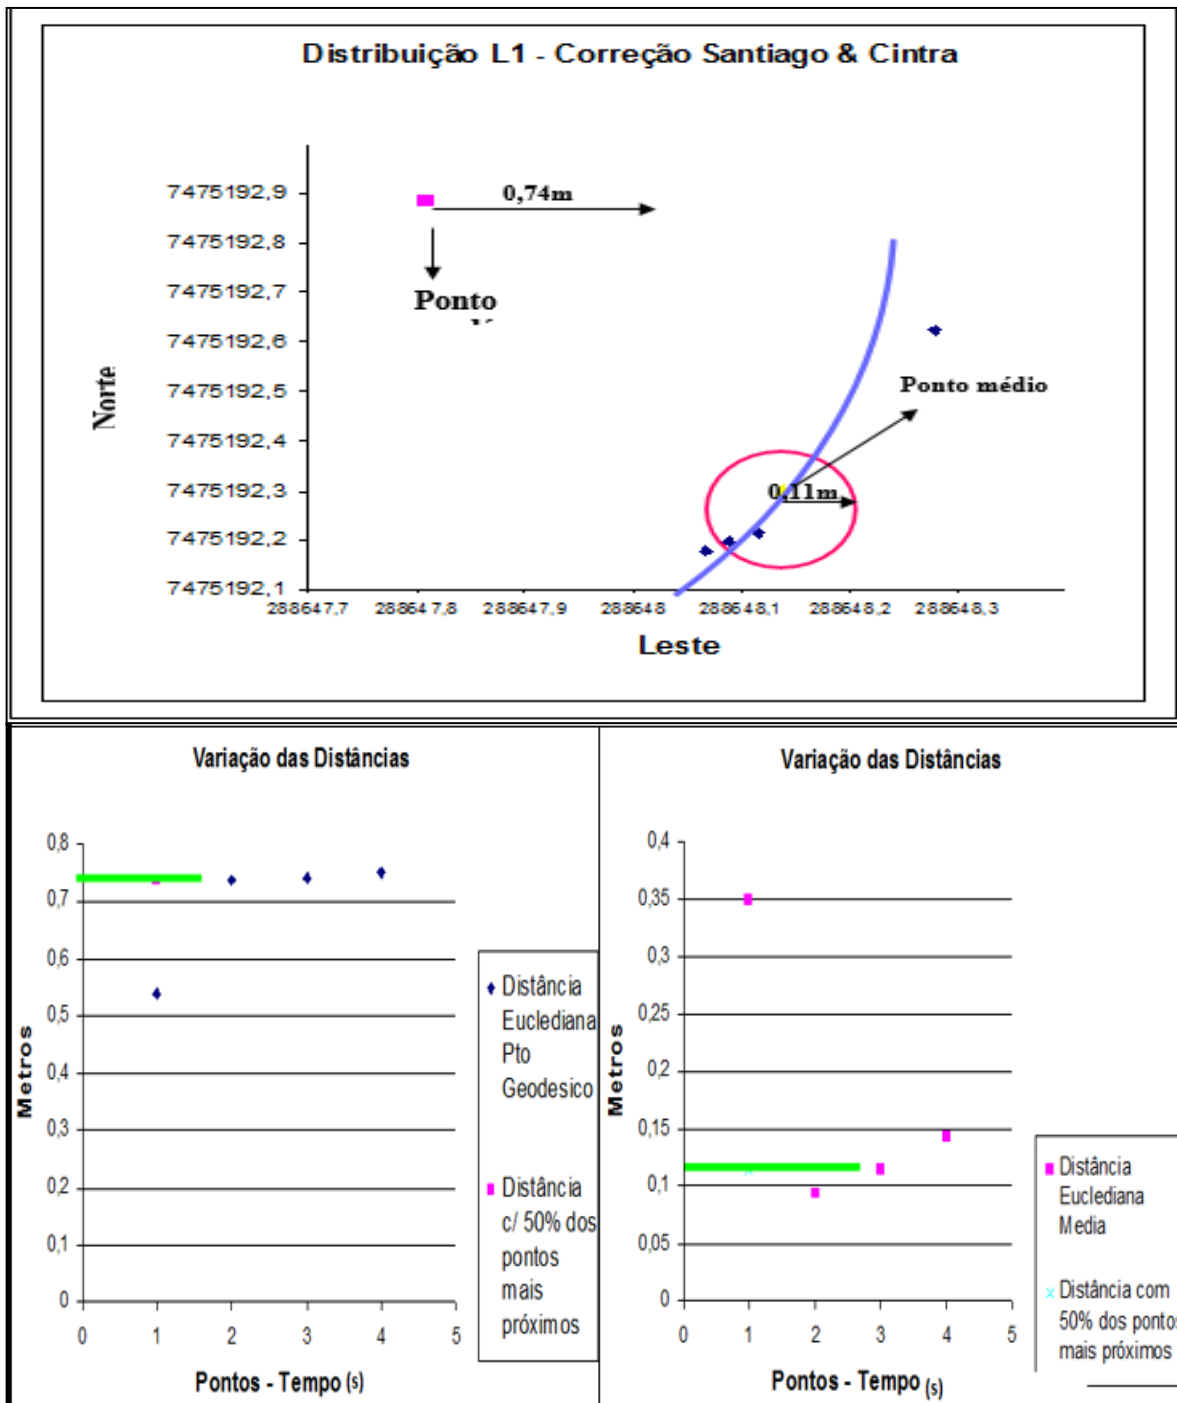 Distribuição L1 - Correção Santiago & Cintra
7475192,9
7475192,8
7475192,7
7475192,6
7475192,5
7475192,4
7475192,3
7475192,2
7475192,1
Norte
0,74m
Ponto
Ponto médio
0,11m
288647,7
288647,8
288647,9
288648
288648,1
288648,2
288648,3
Leste
Variação das Distâncias
0,8
0,7
0,6
0,5
0,4
0,3
0,2
0,1
0
Metros
0
1
2
3
4
5
Pontos - Tempo (s)
Distância
Euclediana
Pto
Geodesico
Distância
c/ 50% dos
pontos
mais
próximos
Variação das Distâncias
0,4
0,35
0,3
0,25
0,2
0,15
0,1
0,05
0
Metros
0
1
2
3
4
5
Pontos - Tempo (s)
Distância
Euclediana
Media
Distância com
50% dos pontos
mais próximos